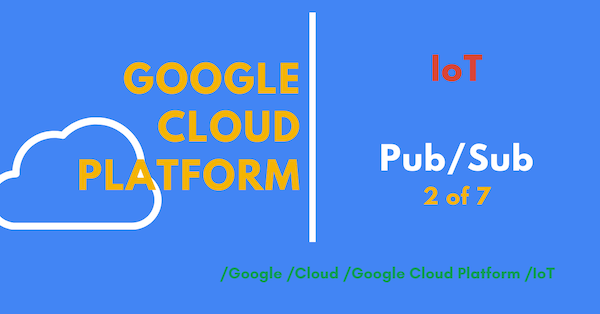 GOOGLE
CLOUD
PLATFORM
IoT
Pub/Sub
2 of 7
/Google /Cloud /Google Cloud Platform /IoT